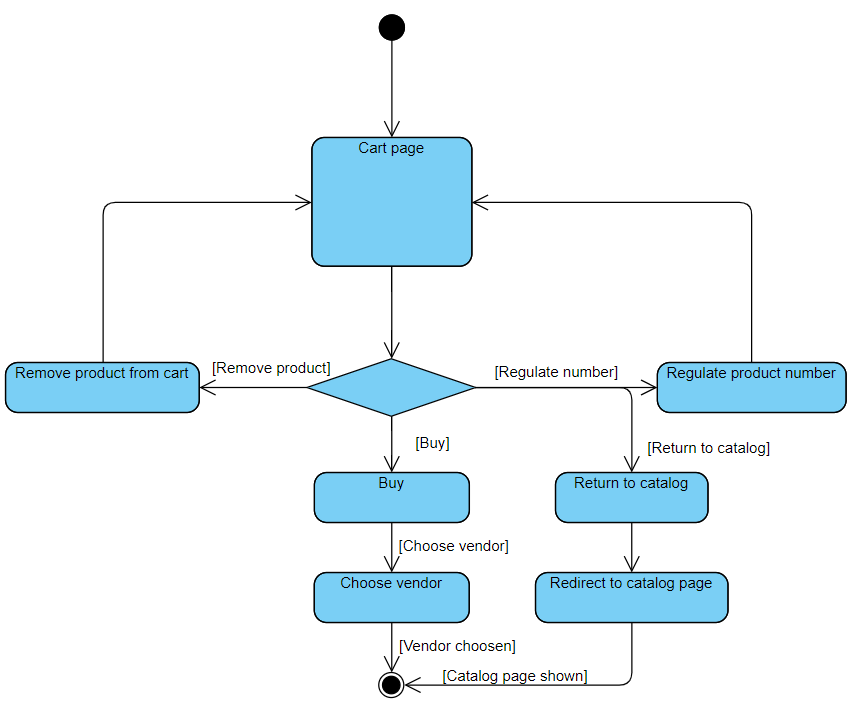 Cart page
[Remove product]
[Regulate number]
Remove product from cart
Regulate product number
[Buy]
[Return to catalog]
Buy
Return to catalog
[Choose vendor]
Choose vendor
Redirect to catalog page
[Vendor choosen]
[Catalog page shown]